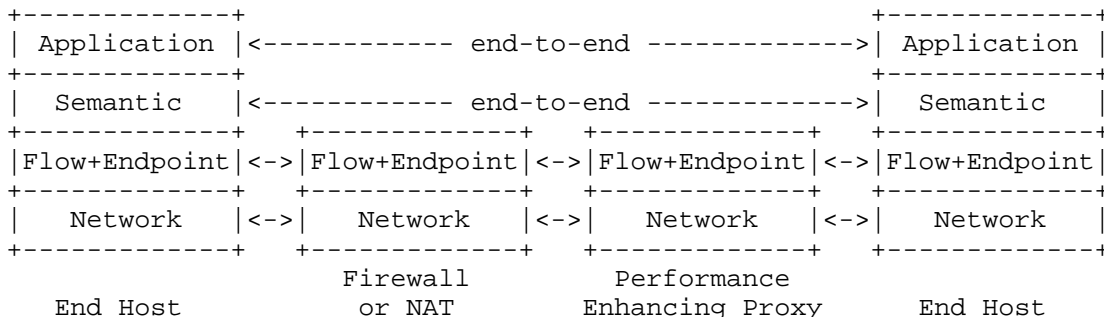 +-------------+                                     +-------------+
| Application |<------------ end-to-end ------------->| Application |
+-------------+                                     +-------------+
|  Semantic   |<------------ end-to-end ------------->|  Semantic   |
+-------------+   +-------------+   +-------------+   +-------------+
|Flow+Endpoint|<->|Flow+Endpoint|<->|Flow+Endpoint|<->|Flow+Endpoint|
+-------------+   +-------------+   +-------------+   +-------------+
|   Network   |<->|   Network   |<->|   Network   |<->|   Network   |
+-------------+   +-------------+   +-------------+   +-------------+
Firewall Performance
End Host or NAT Enhancing Proxy End Host